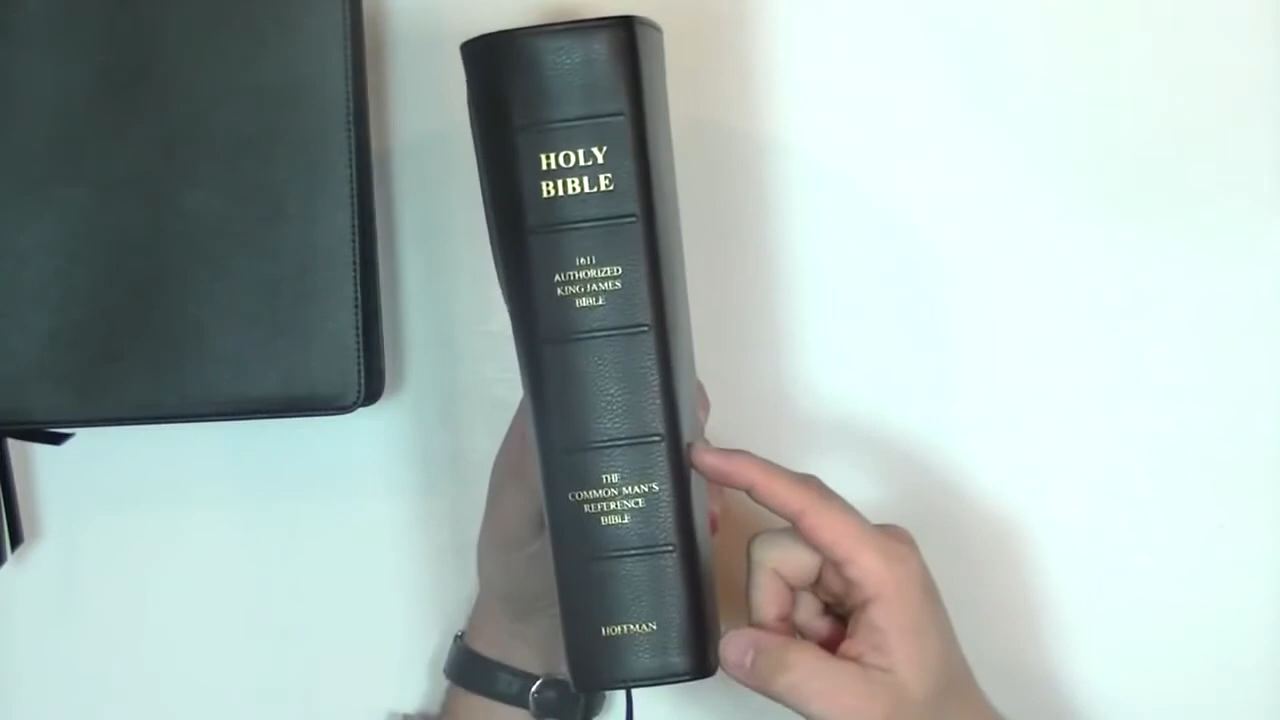 HOLY
BIBLE
1611
AUTHORIZED
KING JAMES
BIBLE
THE
COMMON MAN'S
REFERENCE
BIBLE
HOFFMAN